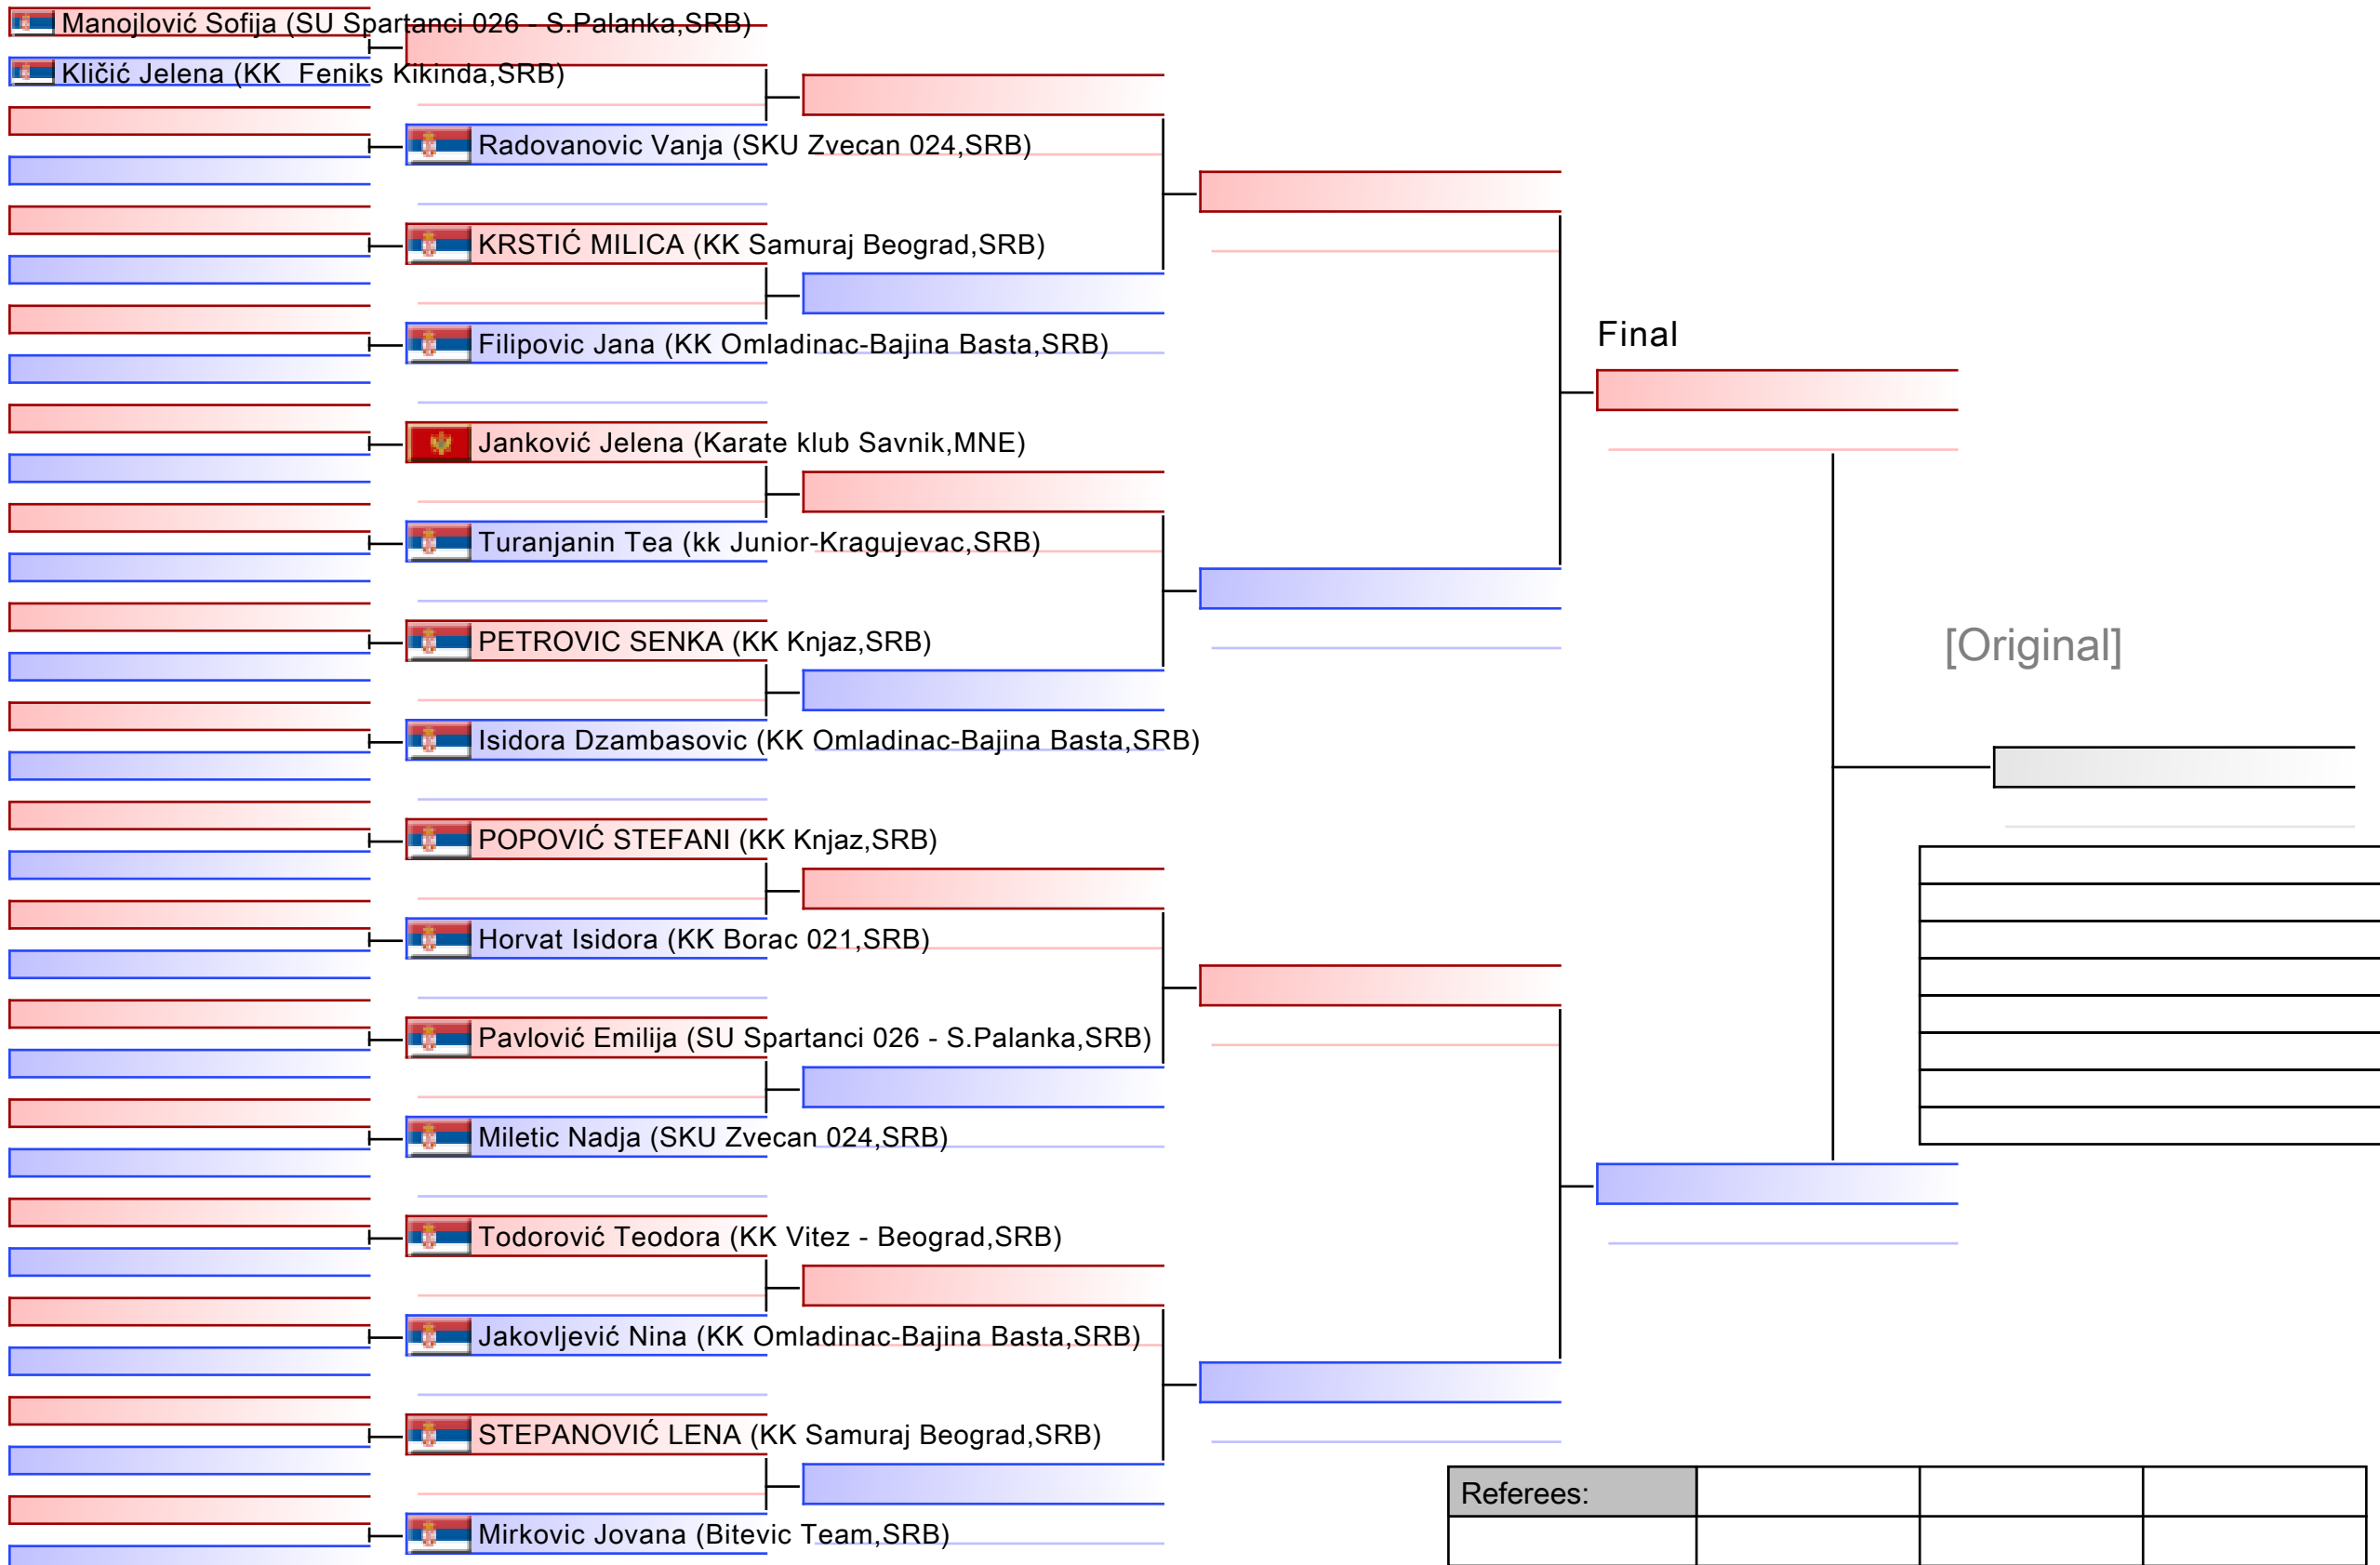 Manojlović Sofija (SU Spartanci 026 - S.Palanka,SRB)
Kličić Jelena (KK  Feniks Kikinda,SRB)
Radovanovic Vanja (SKU Zvecan 024,SRB)
KRSTIĆ MILICA (KK Samuraj Beograd,SRB)
Filipovic Jana (KK Omladinac-Bajina Basta,SRB)
Final
Janković Jelena (Karate klub Savnik,MNE)
Turanjanin Tea (kk Junior-Kragujevac,SRB)
PETROVIC SENKA (KK Knjaz,SRB)
[Original]
Isidora Dzambasovic (KK Omladinac-Bajina Basta,SRB)
POPOVIĆ STEFANI (KK Knjaz,SRB)
Horvat Isidora (KK Borac 021,SRB)
Pavlović Emilija (SU Spartanci 026 - S.Palanka,SRB)
Miletic Nadja (SKU Zvecan 024,SRB)
Todorović Teodora (KK Vitez - Beograd,SRB)
Jakovljević Nina (KK Omladinac-Bajina Basta,SRB)
STEPANOVIĆ LENA (KK Samuraj Beograd,SRB)
Referees:
Mirkovic Jovana (Bitevic Team,SRB)